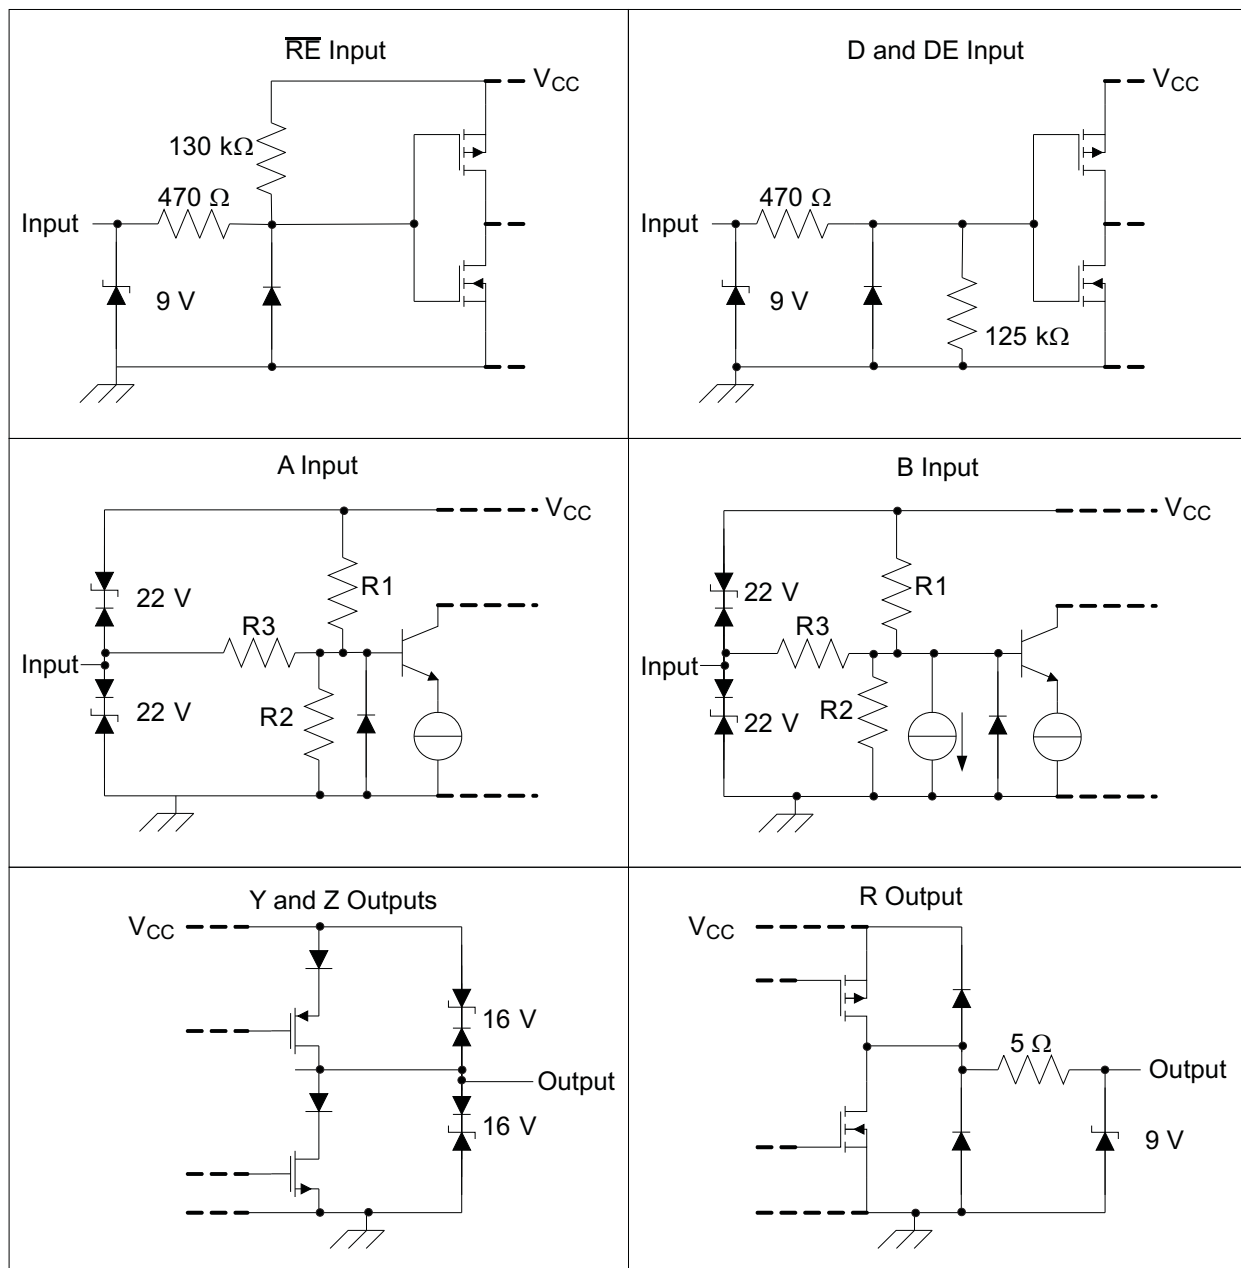 R̅E̅ Input
V_CC
130 kΩ
470 Ω
Input
9 V
D and DE Input
V_CC
470 Ω
Input
9 V
125 kΩ
A Input
V_CC
22 V
R1
R3
Input
22 V
R2
B Input
V_CC
22 V
R1
R3
Input
22 V
R2
Y and Z Outputs
V_CC
16 V
Output
16 V
R Output
V_CC
5 Ω
Output
9 V